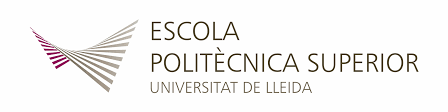 ESCOLA
POLITÈCNICA SUPERIOR
UNIVERSITAT DE LLEIDA